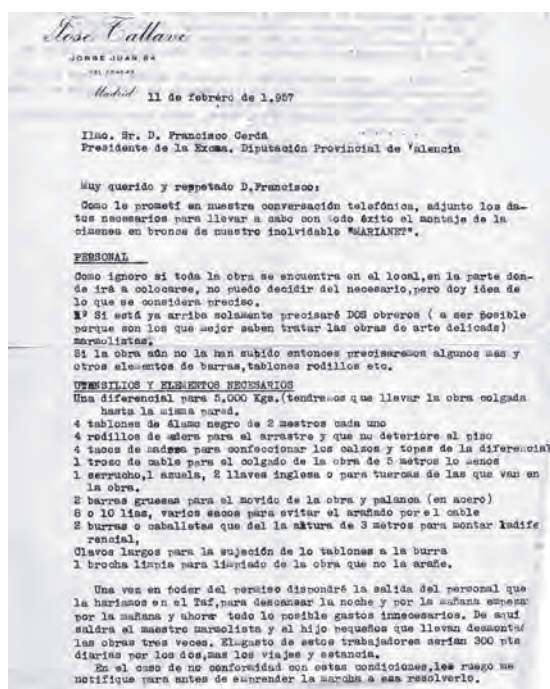 Jose Tallavi
JORGE JUAN, 84
Madrid 11 de febrero de 1.957
Ilmo. Sr. D. Francisco Cerdá
Presidente de la Excma. Diputación Provincial de Valencia
Muy querido y respetado D.Francisco:
Como le prometí en nuestra conversación telefónica, adjunto los da-
tos necesarios para llevar a cabo con todo éxito el montaje de la
cimenea en bronce de nuestro inolvidable "MARIANET".
PERSONAL
Como ignoro si toda la obra se encuentra en el local,en la parte don-
de irá a colocarse, no puedo decidir del necesario,pero doy idea de
lo que se considera preciso.
1º Si está ya arriba solamente precisaré DOS obreros ( a ser posible
porque son los que mejor saben tratar las obras de arte delicads)
marmolistas.
Si la obra aún no la han subido entonces precisaremos algunos mas y
otros elementos de barras,tablones rodillos etc.
UTENSILIOS Y ELEMENTOS NECESARIOS
Una diferencial para 5,000 Kgs.(tendremos que llevar la obra colgada
hasta la misma pared.
4 tablones de álamo negro de 2 mestros cada uno
4 rodillos de madera para el arrastre y que no deteriore el piso
4 tacos de madera para confeccionar los calzos y topes de la diferencial
1 trozo de cable para el colgado de la obra de 5 metros lo menos
1 serrucho,1 azuela, 2 llaves inglesa o para tuercas de las que van en
la obra.
2 barras gruesas para el movido de la obra y palanca (en acero)
8 o 10 lias, varios sacos para evitar el arañado por el cable
2 burras o caballetas que del la altura de 3 metros para montar ladife
rencial,
Clavos largos para la sujeción de lo tablones a la burra
1 brocha limpia para limpiado de la obra que no la arañe.
Una vez en poder del permiso dispondré la salida del personal que
la hariamos en el Taf,para descansar la noche y por la mañana empezar
por la mañana y ahorar todo lo posible gastos innecesarios. De aqui
saldrá el maestro marmolista y el hijo pequeños que llevan desmonta
las obras tres veces. Elgasto de estos trabajadores serían 300 pts
diarias por los dos,mas los viajes y estancia.
En el caso de no conformidad con estas condiciones,les ruego me
notifique para antes de emprender la marcha a esa resolverlo.